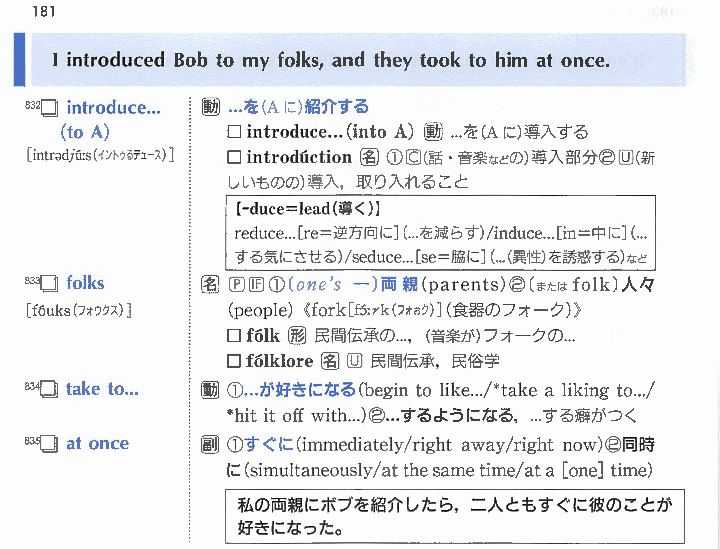 181
I introduced Bob to my folks, and they took to him at once.
832 introduce... 動 ...を(Aに)紹介する
(to A) □ introduce...(into A) 動 ...を(Aに)導入する
[intrədjúːs(イントゥるデュース)] □ introdúction 名 ①Ⓒ(話・音楽などの)導入部分②Ⓤ(新
しいものの)導入，取り入れること
[-duce=lead(導く)]
reduce...[re=逆方向に](...を減らす)/induce...[in=中に](...
する気にさせる)/seduce...[se=脇に](...(異性)を誘惑する)など
833 folks 名 P IF ①(one's ―)両親(parents)②(または folk)人々
[fóuks(フォウクス)] (people)《fork[fɔ́ːrk(フォーク)](食器のフォーク)》
□ fólk 形 民間伝承の...，(音楽が)フォークの...
□ fólklore 名 Ⓤ 民間伝承，民俗学
834 take to... 動 ①...が好きになる(begin to like.../*take a liking to.../
*hit it off with...)②...するようになる，...する癖がつく
835 at once 副 ①すぐに(immediately/right away/right now)②同時
に(simultaneously/at the same time/at a [one] time)
私の両親にボブを紹介したら，二人ともすぐに彼のことが
好きになった。